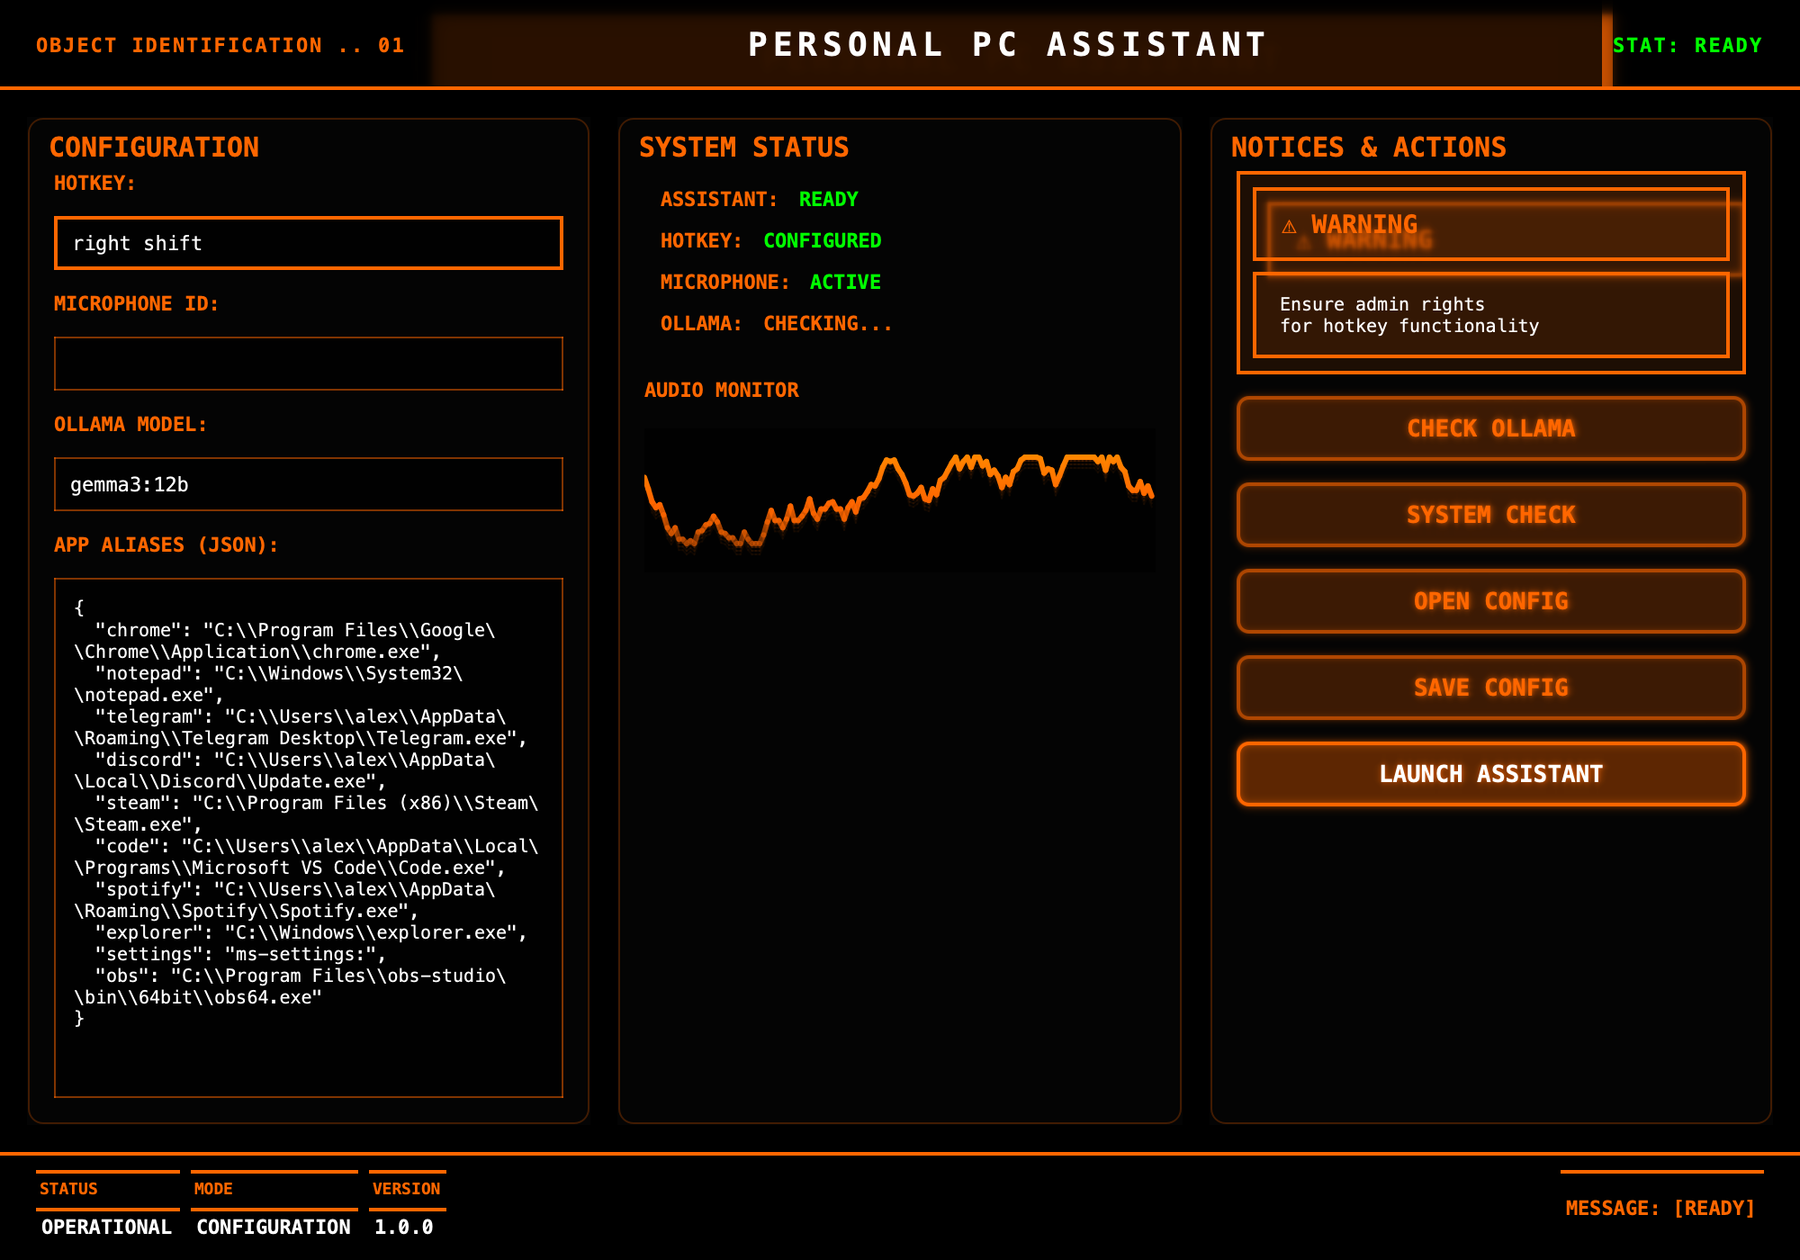 OBJECT IDENTIFICATION .. 01
PERSONAL PC ASSISTANT
STAT: READY
CONFIGURATION
HOTKEY:
right shift
MICROPHONE ID:
OLLAMA MODEL:
gemma3:12b
APP ALIASES (JSON):
{
  "chrome": "C:\\Program Files\\Google\
\Chrome\\Application\\chrome.exe",
  "notepad": "C:\\Windows\\System32\
\notepad.exe",
  "telegram": "C:\\Users\\alex\\AppData\
\Roaming\\Telegram Desktop\\Telegram.exe",
  "discord": "C:\\Users\\alex\\AppData\
\Local\\Discord\\Update.exe",
  "steam": "C:\\Program Files (x86)\\Steam\
\Steam.exe",
  "code": "C:\\Users\\alex\\AppData\\Local\
\Programs\\Microsoft VS Code\\Code.exe",
  "spotify": "C:\\Users\\alex\\AppData\
\Roaming\\Spotify\\Spotify.exe",
  "explorer": "C:\\Windows\\explorer.exe",
  "settings": "ms-settings:",
  "obs": "C:\\Program Files\\obs-studio\
\bin\\64bit\\obs64.exe"
}
SYSTEM STATUS
ASSISTANT: READY
HOTKEY: CONFIGURED
MICROPHONE: ACTIVE
OLLAMA: CHECKING...
AUDIO MONITOR
NOTICES & ACTIONS
⚠ WARNING
Ensure admin rights
for hotkey functionality
CHECK OLLAMA
SYSTEM CHECK
OPEN CONFIG
SAVE CONFIG
LAUNCH ASSISTANT
STATUS
OPERATIONAL
MODE
CONFIGURATION
VERSION
1.0.0
MESSAGE: [READY]